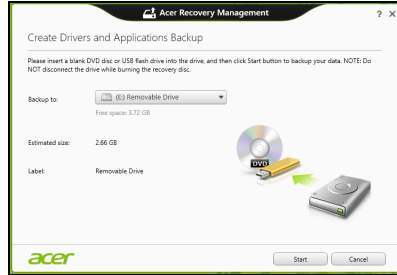 Acer Recovery Management
? X
Create Drivers and Applications Backup
Please insert a blank DVD disc or USB flash drive into the drive, and then click Start button to backup your data. NOTE: Do
NOT disconnect the drive while burning the recovery disc.
Backup to: (E:) Removable Drive
Free space: 3.72 GB
Estimated size: 2.66 GB
DVD
Label: Removable Drive
acer Start Cancel